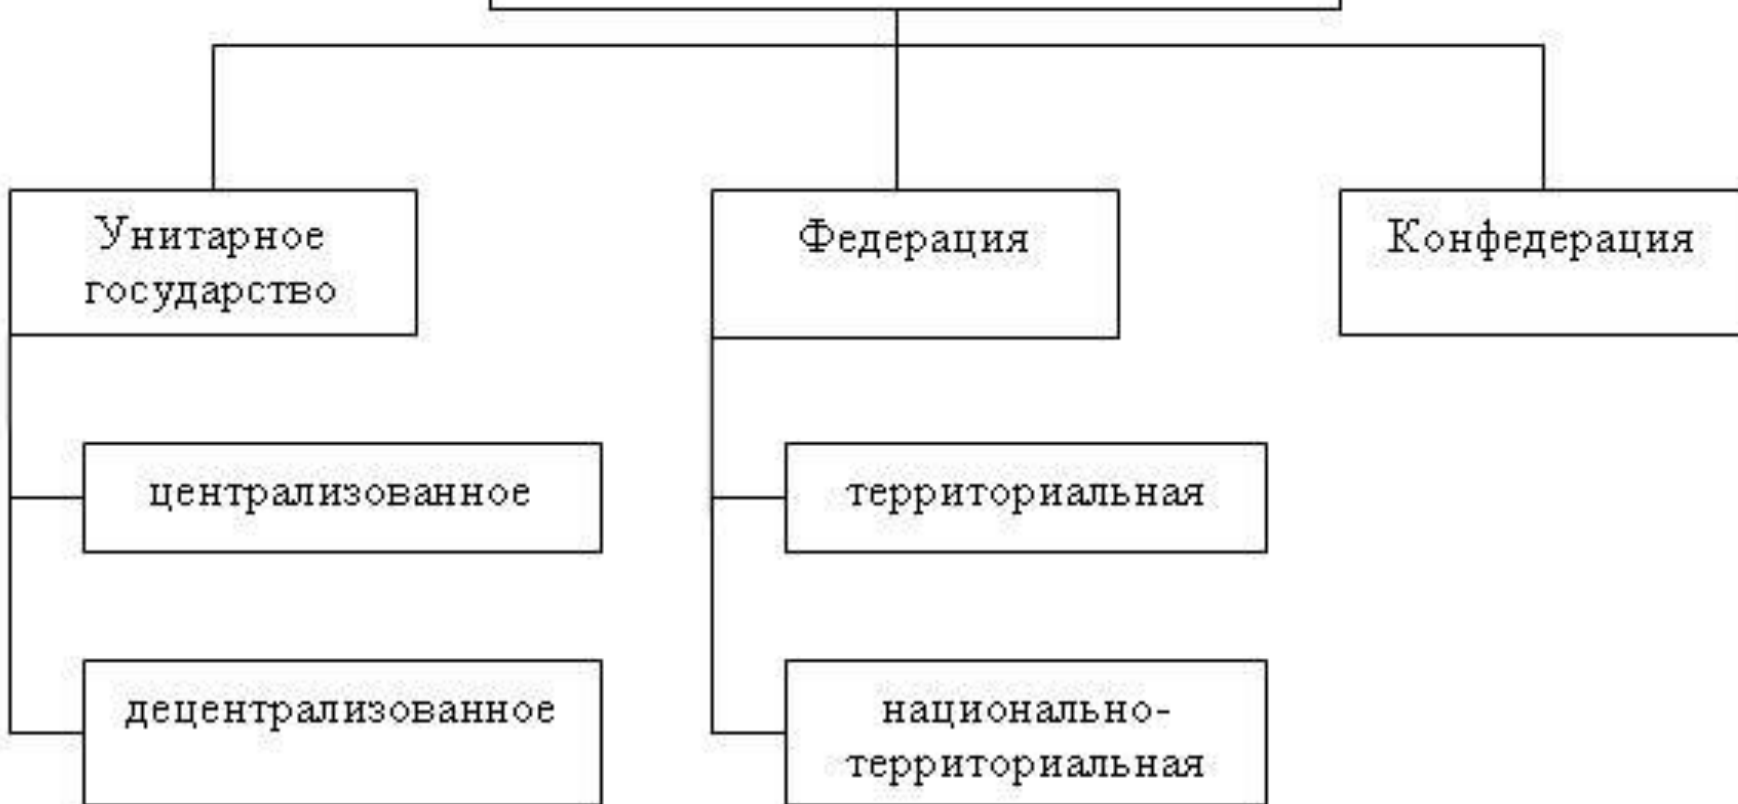 Унитарное
государство
Федерация
Конфедерация
централизованное
территориальная
децентрализованное
национально-
территориальная